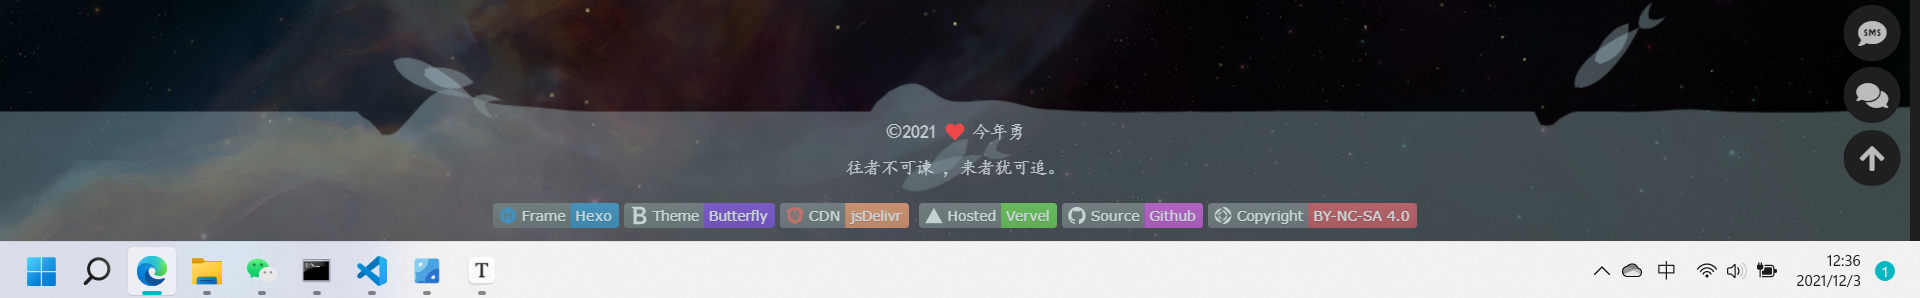 SMS
©2021 ❤ 今年勇
往者不可谏 ，来者犹可追。
Frame Hexo B Theme Butterfly CDN jsDelivr Hosted Vervel Source Github Copyright BY-NC-SA 4.0
T
中
12:36
2021/12/3
1